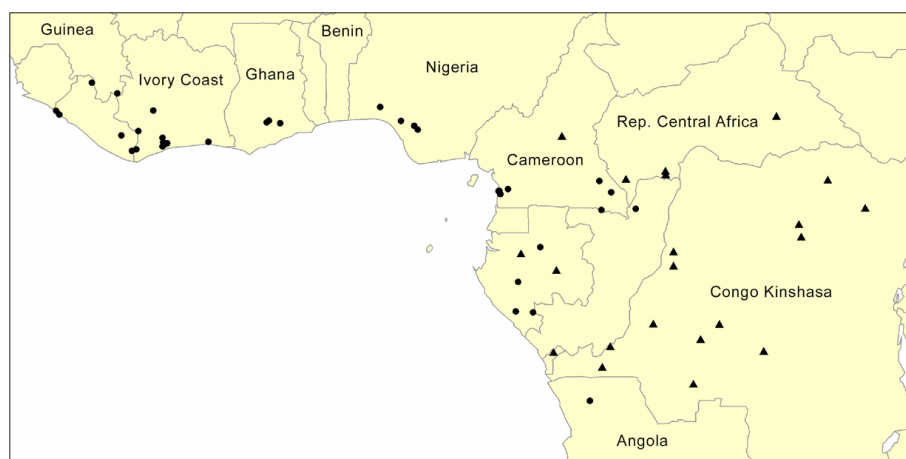 Guinea
Benin
Ivory Coast
Ghana
Nigeria
Rep. Central Africa
Cameroon
Congo Kinshasa
Angola